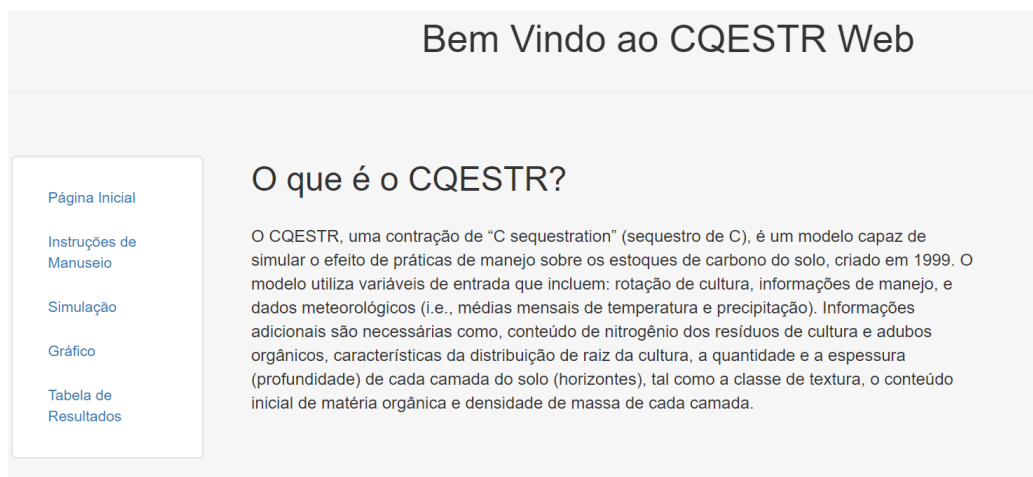 Bem Vindo ao CQESTR Web
Página Inicial
Instruções de
Manuseio
Simulação
Gráfico
Tabela de
Resultados
O que é o CQESTR?
O CQESTR, uma contração de “C sequestration” (sequestro de C), é um modelo capaz de
simular o efeito de práticas de manejo sobre os estoques de carbono do solo, criado em 1999. O
modelo utiliza variáveis de entrada que incluem: rotação de cultura, informações de manejo, e
dados meteorológicos (i.e., médias mensais de temperatura e precipitação). Informações
adicionais são necessárias como, conteúdo de nitrogênio dos resíduos de cultura e adubos
orgânicos, características da distribuição de raiz da cultura, a quantidade e a espessura
(profundidade) de cada camada do solo (horizontes), tal como a classe de textura, o conteúdo
inicial de matéria orgânica e densidade de massa de cada camada.